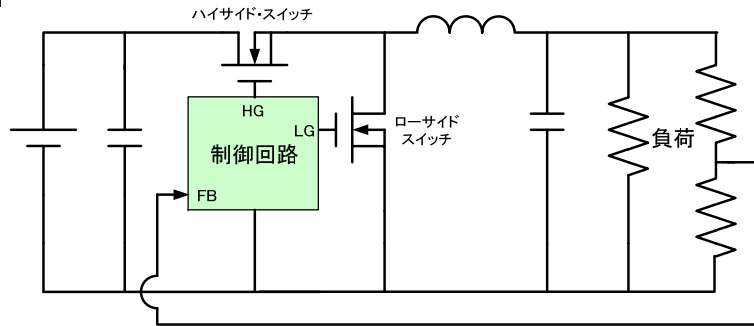 ハイサイド・スイッチ
HG
LG
ローサイド
スイッチ
制御回路
負荷
FB